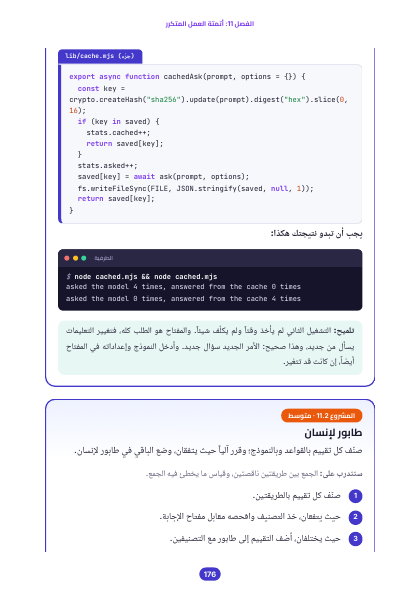 الفصل 11: أتمتة العمل المتكرر
lib/cache.mjs (جزء)
export async function cachedAsk(prompt, options = {}) {
const key =
crypto.createHash("sha256").update(prompt).digest("hex").slice(0,
16);
if (key in saved) {
stats.cached++;
return saved[key];
}
stats.asked++;
saved[key] = await ask(prompt, options);
fs.writeFileSync(FILE, JSON.stringify(saved, null, 1));
return saved[key];
}
يجب أن تبدو نتيجتك هكذا:
الطرفية
$ node cached.mjs && node cached.mjs
asked the model 4 times, answered from the cache 0 times
asked the model 0 times, answered from the cache 4 times
تلميح: التشغيل الثاني لم يأخذ وقتاً ولم يكلّف شيئاً. والمفتاح هو الطلب كله، فتغيير التعليمات
يسأل من جديد، وهذا صحيح: الأمر الجديد سؤال جديد. وأدخل النموذج وإعداداته في المفتاح
أيضاً، إن كانت قد تتغير.
المشروع 11.2 · متوسط
طابور لإنسان
صنّف كل تقييم بالقواعد وبالنموذج؛ وقرر آلياً حيث يتفقان، وضع الباقي في طابور لإنسان.
ستتدرب على: الجمع بين طريقتين ناقصتين، وقياس ما يخطئ فيه الجمع.
1 صنّف كل تقييم بالطريقتين.
2 حيث يتفقان، خذ التصنيف وافحصه مقابل مفتاح الإجابة.
3 حيث يختلفان، أضف التقييم إلى طابور مع التصنيفين.
176